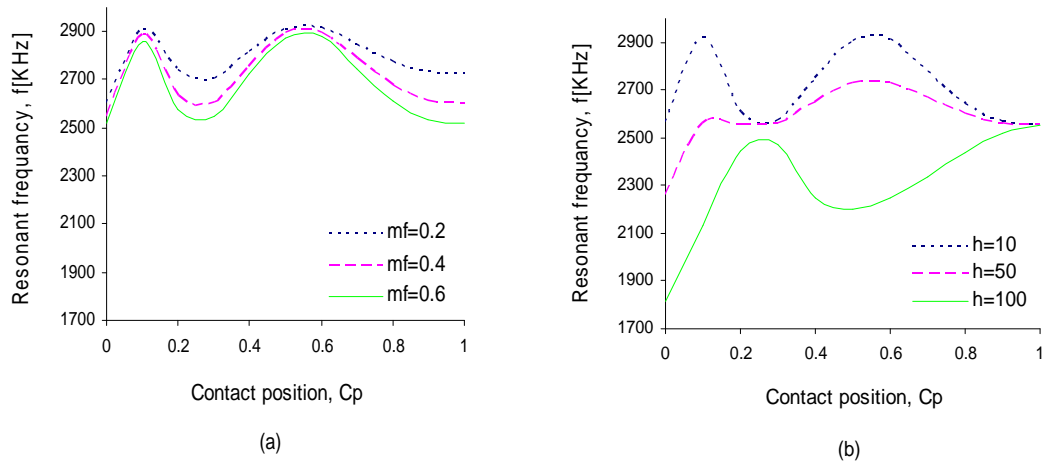 Resonant frequency, f[KHz]
2900
2700
2500
2300
2100
1900
1700
mf=0.2
mf=0.4
mf=0.6
0 0.2 0.4 0.6 0.8 1
Contact position, Cp
(a)
Resonant frequancy, f[KHz]
2900
2700
2500
2300
2100
1900
1700
h=10
h=50
h=100
0 0.2 0.4 0.6 0.8 1
Contact position, Cp
(b)